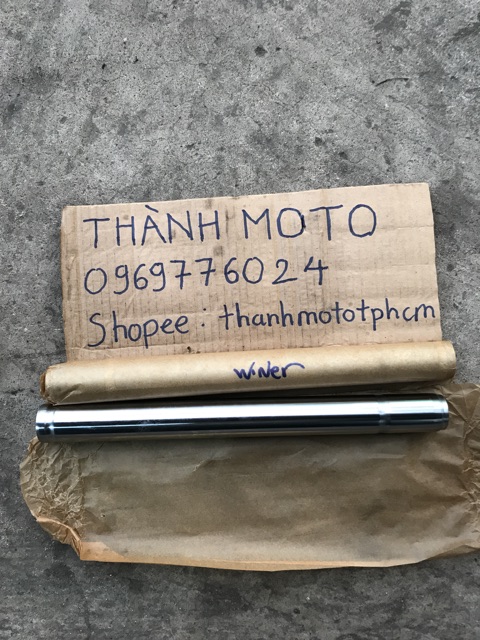 THÀNH MOTO
0969776024
Shopee: thanhmototphcm
WiNer